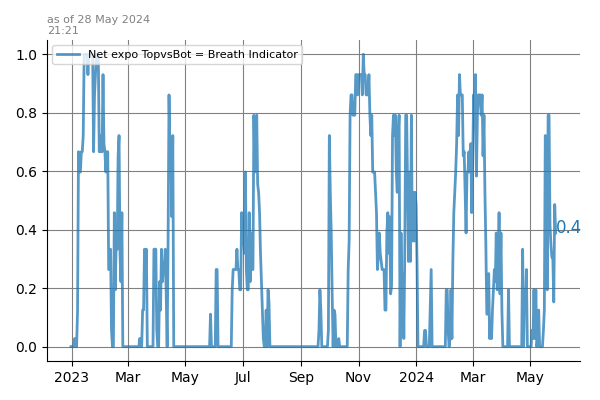 as of 28 May 2024
21:21
Net expo TopvsBot = Breath Indicator
1.0
0.8
0.6
0.4
0.4
0.2
0.0
2023 Mar May Jul Sep Nov 2024 Mar May